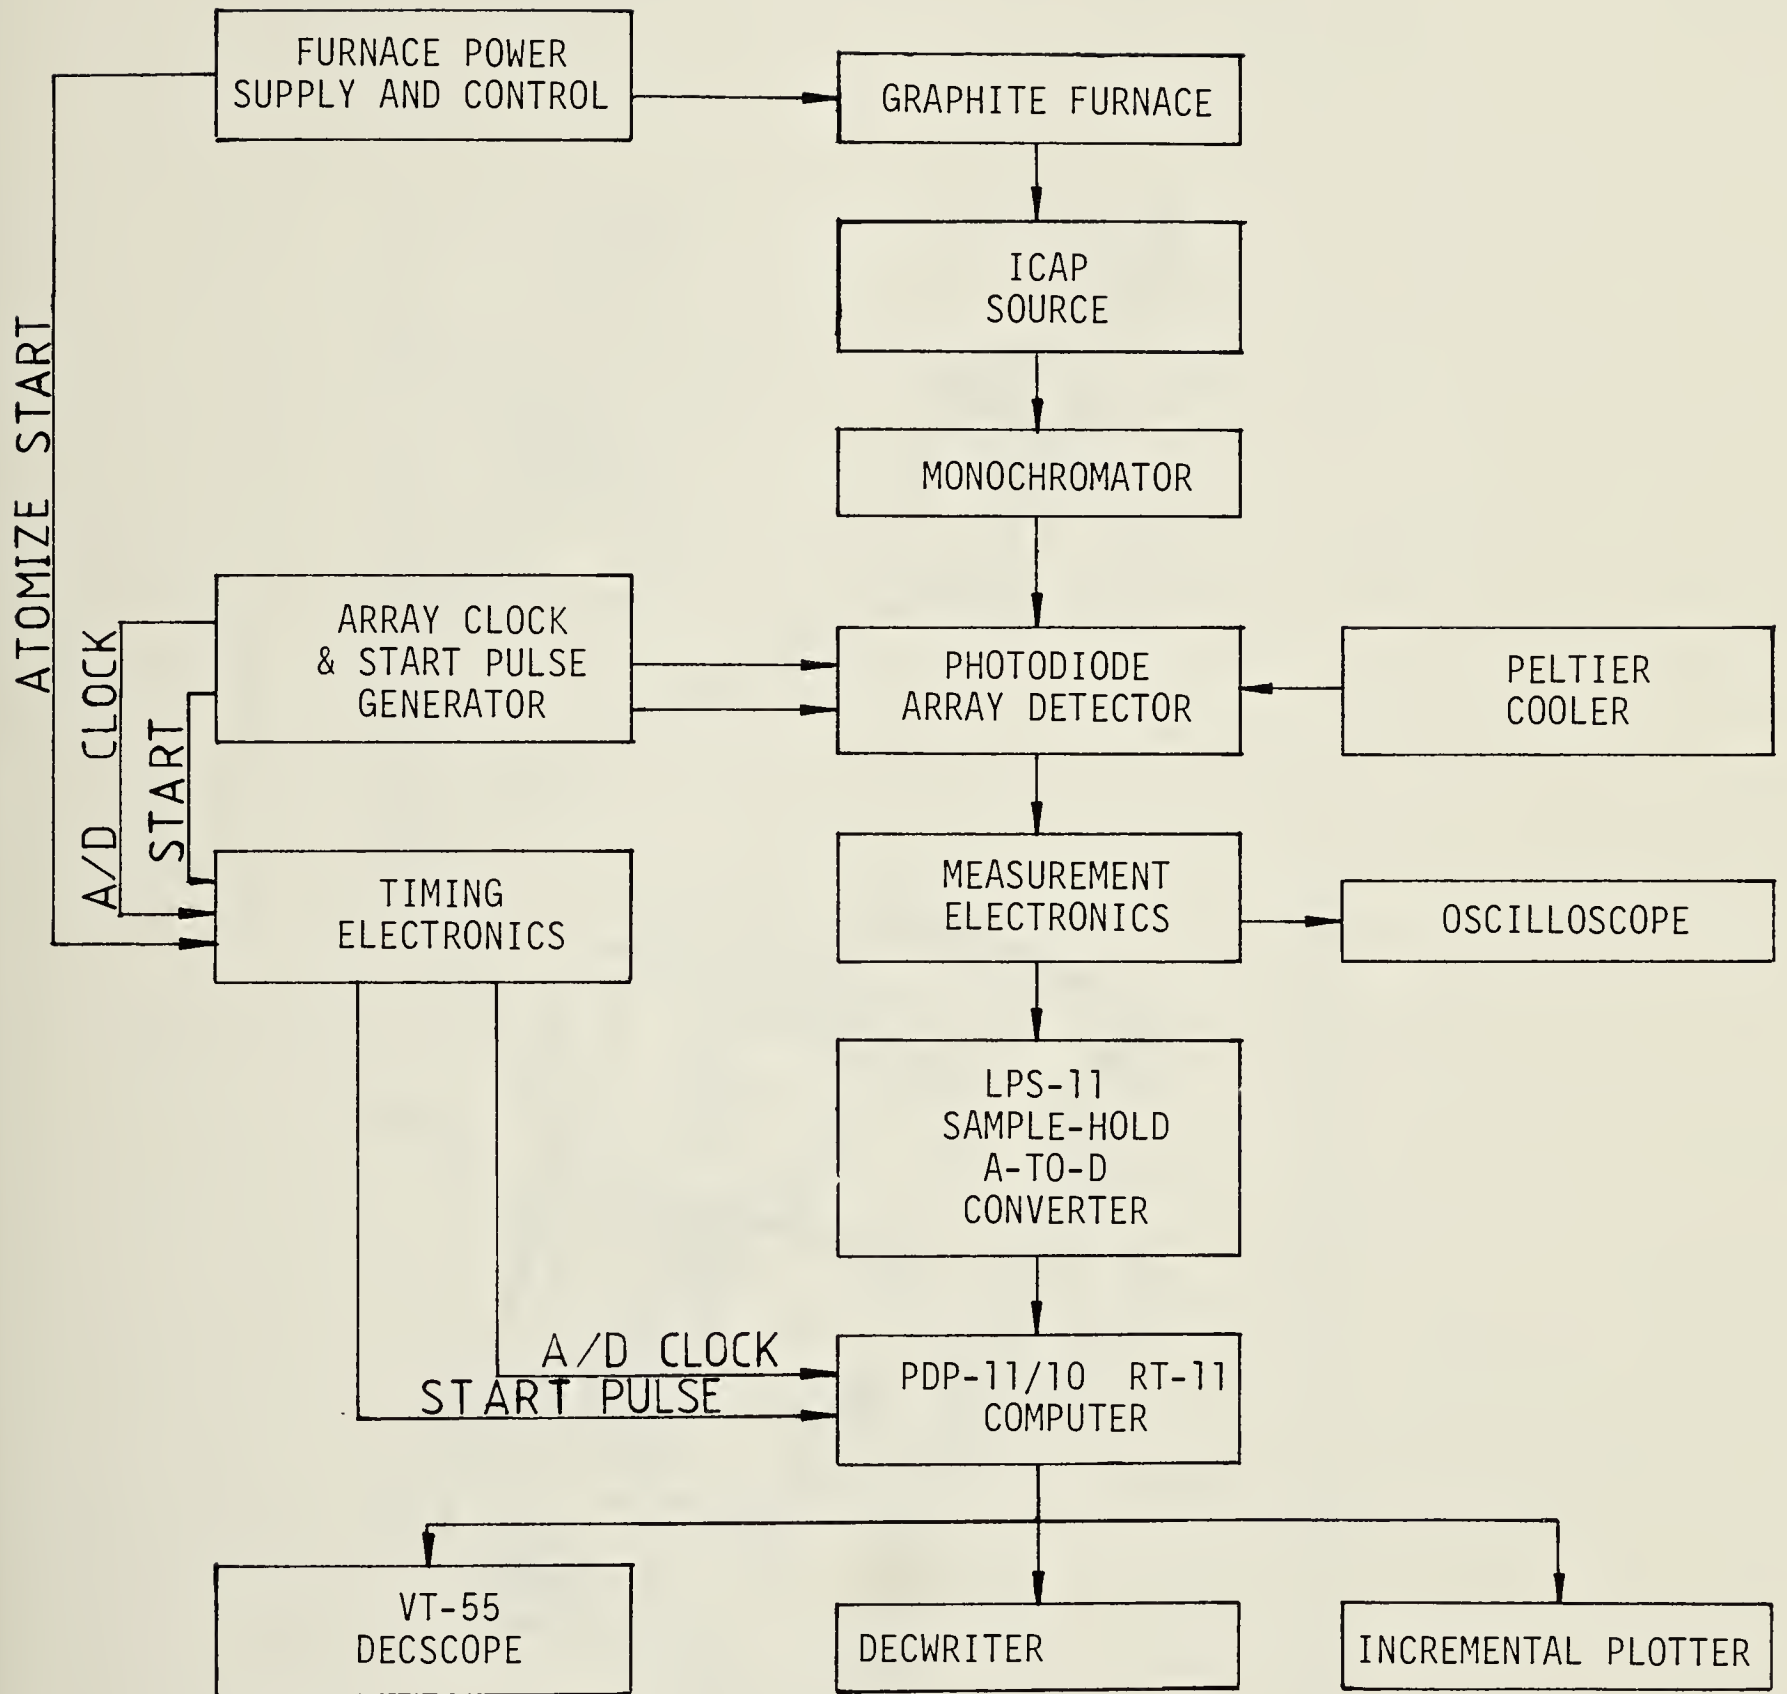 FURNACE POWER
SUPPLY AND CONTROL
GRAPHITE FURNACE
ICAP
SOURCE
MONOCHROMATOR
ATOMIZE START
A/D CLOCK
START
ARRAY CLOCK
& START PULSE
GENERATOR
PHOTODIODE
ARRAY DETECTOR
PELTIER
COOLER
TIMING
ELECTRONICS
MEASUREMENT
ELECTRONICS
OSCILLOSCOPE
LPS-11
SAMPLE-HOLD
A-TO-D
CONVERTER
A/D CLOCK
START PULSE
PDP-11/10 RT-11
COMPUTER
VT-55
DECSCOPE
DECWRITER
INCREMENTAL PLOTTER